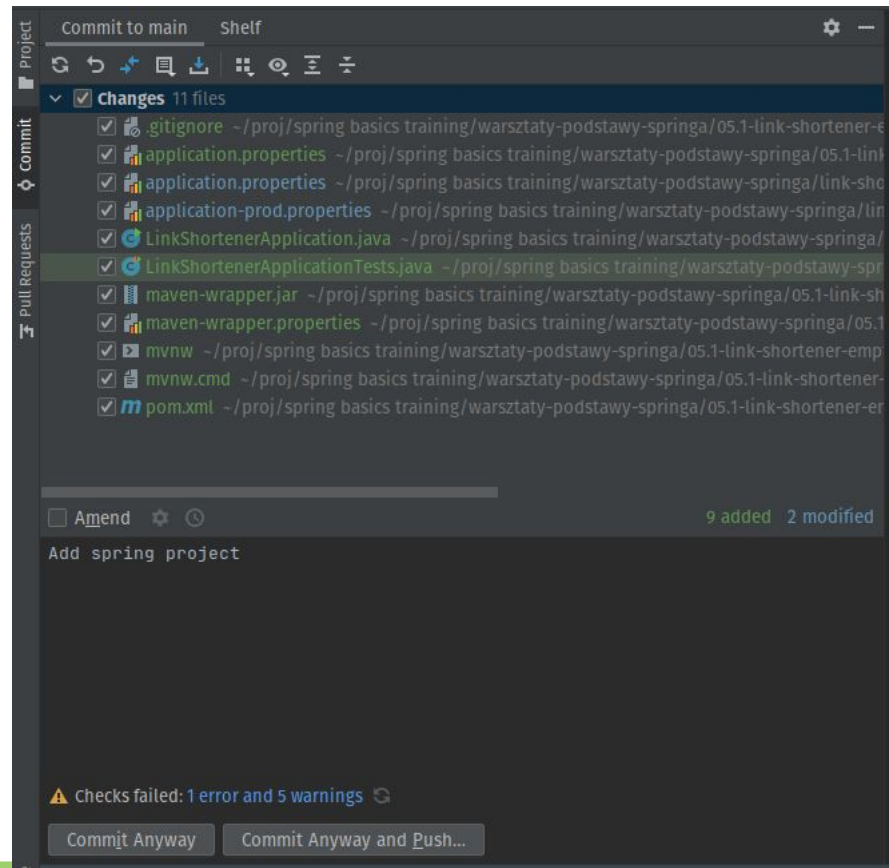 Project
Commit
Pull Requests
Commit to main Shelf
Changes 11 files
.gitignore ~/proj/spring basics training/warsztaty-podstawy-springa/05.1-link-shortener-e
application.properties ~/proj/spring basics training/warsztaty-podstawy-springa/05.1-link
application.properties ~/proj/spring basics training/warsztaty-podstawy-springa/link-sho
application-prod.properties ~/proj/spring basics training/warsztaty-podstawy-springa/lin
LinkShortenerApplication.java ~/proj/spring basics training/warsztaty-podstawy-springa/
LinkShortenerApplicationTests.java ~/proj/spring basics training/warsztaty-podstawy-spr
maven-wrapper.jar ~/proj/spring basics training/warsztaty-podstawy-springa/05.1-link-sh
maven-wrapper.properties ~/proj/spring basics training/warsztaty-podstawy-springa/05.1
mvnw ~/proj/spring basics training/warsztaty-podstawy-springa/05.1-link-shortener-emp
mvnw.cmd ~/proj/spring basics training/warsztaty-podstawy-springa/05.1-link-shortener-
pom.xml ~/proj/spring basics training/warsztaty-podstawy-springa/05.1-link-shortener-er
Amend 9 added 2 modified
Add spring project
Checks failed: 1 error and 5 warnings
Commit Anyway Commit Anyway and Push...